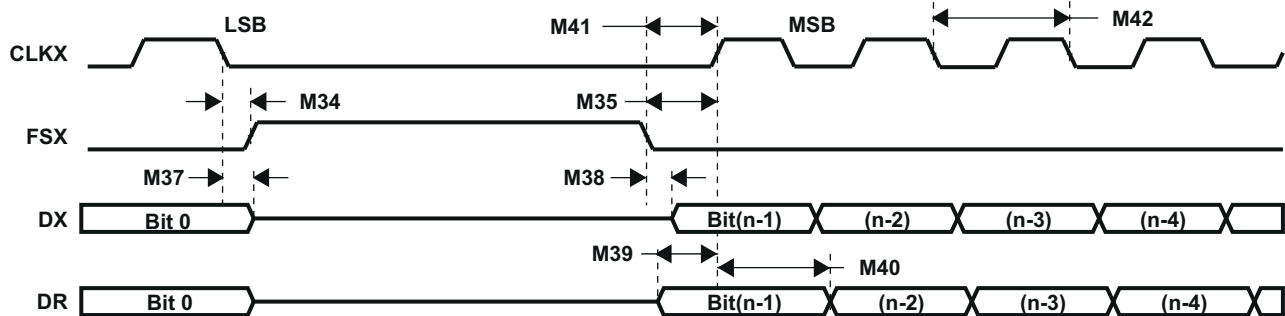 LSB M41 MSB M42
CLKX
M34 M35
FSX
M37 M38
DX Bit 0 Bit(n-1) (n-2) (n-3) (n-4)
M39 M40
DR Bit 0 Bit(n-1) (n-2) (n-3) (n-4)